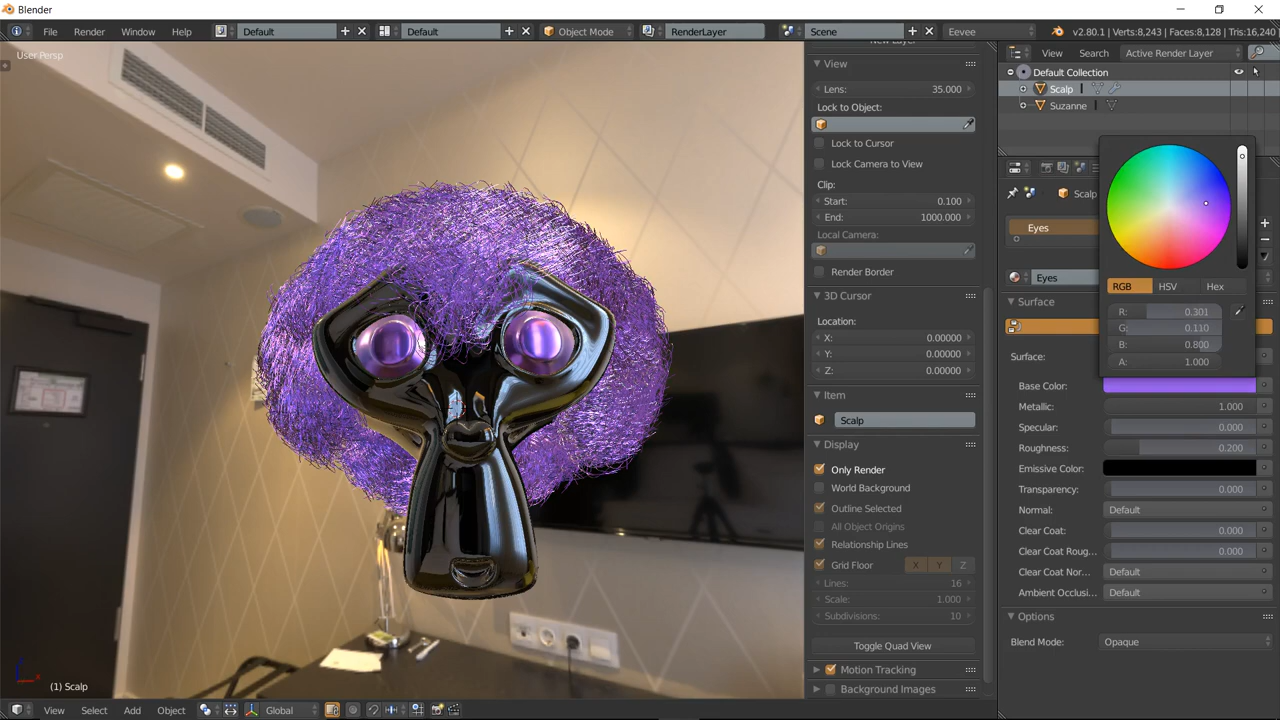 Blender
File Render Window Help Default Default Object Mode RenderLayer Scene Eevee v2.80.1 | Verts:8,243 | Faces:8,128 | Tris:16,240
User Persp
View
Lens: 35.000
Lock to Object:
Lock to Cursor
Lock Camera to View
Clip:
Start: 0.100
End: 1000.000
Local Camera:
Render Border
3D Cursor
Location:
X: 0.00000
Y: 0.00000
Z: 0.00000
Item
Scalp
Display
Only Render
World Background
Outline Selected
All Object Origins
Relationship Lines
Grid Floor X Y Z
Lines: 16
Scale: 1.000
Subdivisions: 10
Toggle Quad View
Motion Tracking
Background Images
View Search Active Render Layer
Default Collection
Scalp
Suzanne
Scalp
Eyes
Eyes
RGB HSV Hex
R: 0.301
G: 0.110
B: 0.800
A: 1.000
Surface
Surface:
Base Color:
Metallic: 1.000
Specular: 0.000
Roughness: 0.200
Emissive Color:
Transparency: 0.000
Normal: Default
Clear Coat: 0.000
Clear Coat Roug... 0.000
Clear Coat Nor... Default
Ambient Occlusi... Default
Options
Blend Mode: Opaque
(1) Scalp
View Select Add Object Global